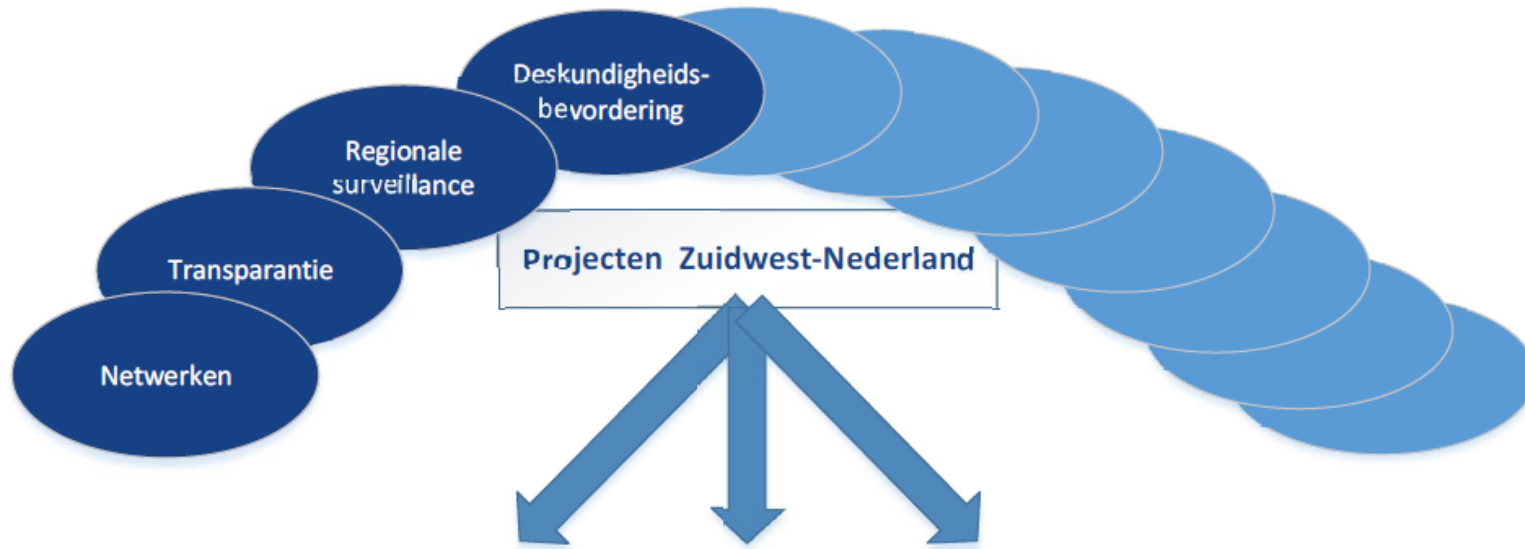 Deskundigheids-
bevordering
Regionale
surveillance
Projecten Zuidwest-Nederland
Transparantie
Netwerken